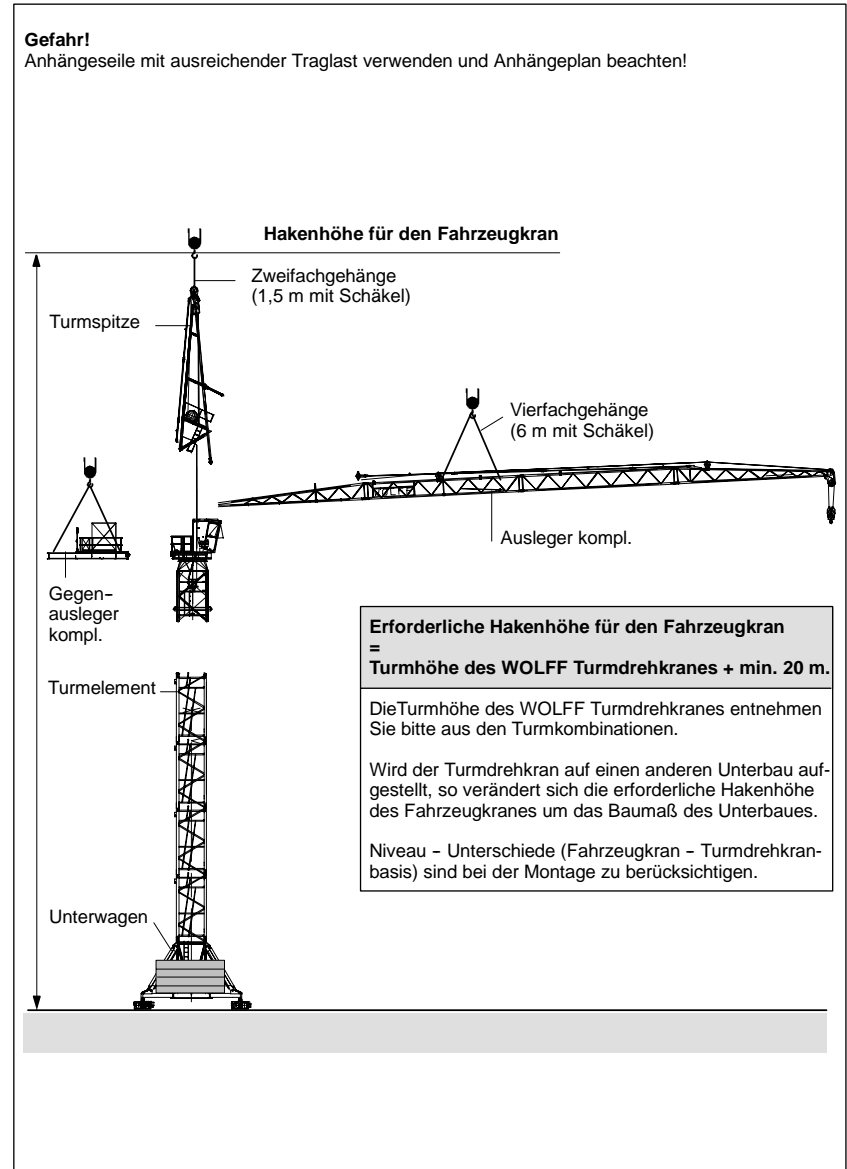 Gefahr!
Anhängeseile mit ausreichender Traglast verwenden und Anhängeplan beachten!
Hakenhöhe für den Fahrzeugkran
Zweifachgehänge
(1,5 m mit Schäkel)
Turmspitze
Vierfachgehänge
(6 m mit Schäkel)
Ausleger kompl.
Gegen-
ausleger
kompl.
Erforderliche Hakenhöhe für den Fahrzeugkran
=
Turmhöhe des WOLFF Turmdrehkranes + min. 20 m.
Turmelement
DieTurmhöhe des WOLFF Turmdrehkranes entnehmen
Sie bitte aus den Turmkombinationen.
Wird der Turmdrehkran auf einen anderen Unterbau auf-
gestellt, so verändert sich die erforderliche Hakenhöhe
des Fahrzeugkranes um das Baumaß des Unterbaues.
Niveau - Unterschiede (Fahrzeugkran - Turmdrehkran-
basis) sind bei der Montage zu berücksichtigen.
Unterwagen